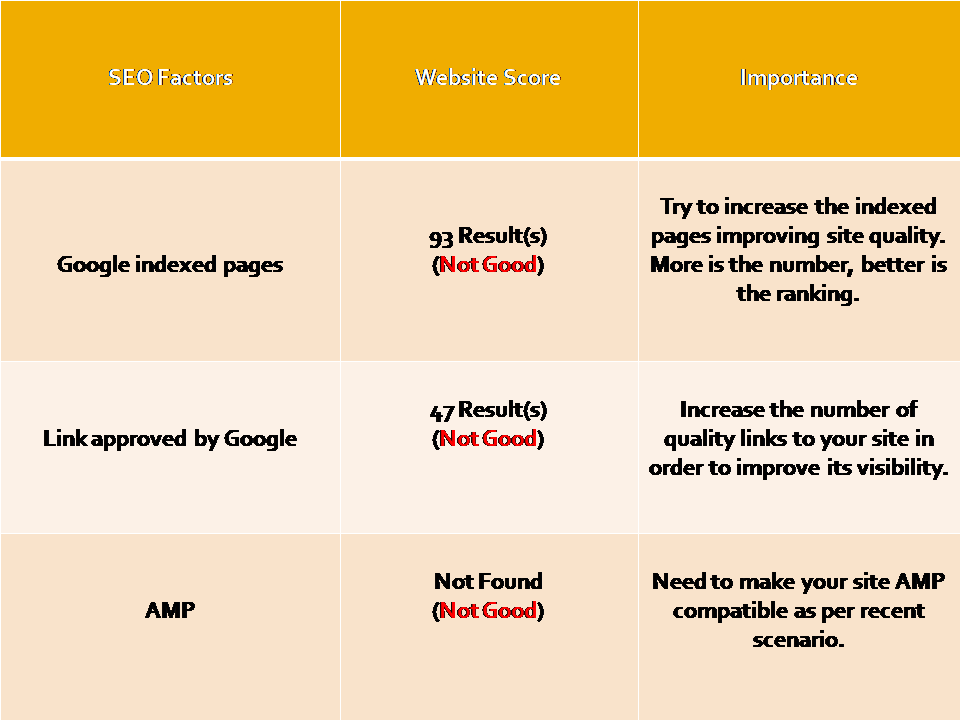 SEO Factors
Website Score
Importance
Google indexed pages
93 Result(s)
(Not Good)
Try to increase the indexed
pages improving site quality.
More is the number, better is
the ranking.
Link approved by Google
47 Result(s)
(Not Good)
Increase the number of
quality links to your site in
order to improve its visibility.
AMP
Not Found
(Not Good)
Need to make your site AMP
compatible as per recent
scenario.